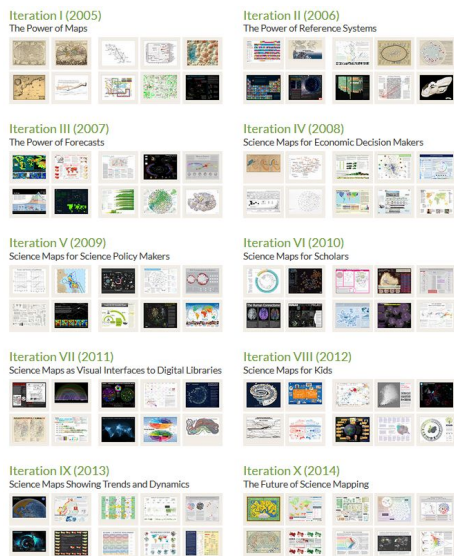 Iteration I (2005)
The Power of Maps
Iteration II (2006)
The Power of Reference Systems
Iteration III (2007)
The Power of Forecasts
Iteration IV (2008)
Science Maps for Economic Decision Makers
Iteration V (2009)
Science Maps for Science Policy Makers
Iteration VI (2010)
Science Maps for Scholars
Iteration VII (2011)
Science Maps as Visual Interfaces to Digital Libraries
Iteration VIII (2012)
Science Maps for Kids
Iteration IX (2013)
Science Maps Showing Trends and Dynamics
Iteration X (2014)
The Future of Science Mapping